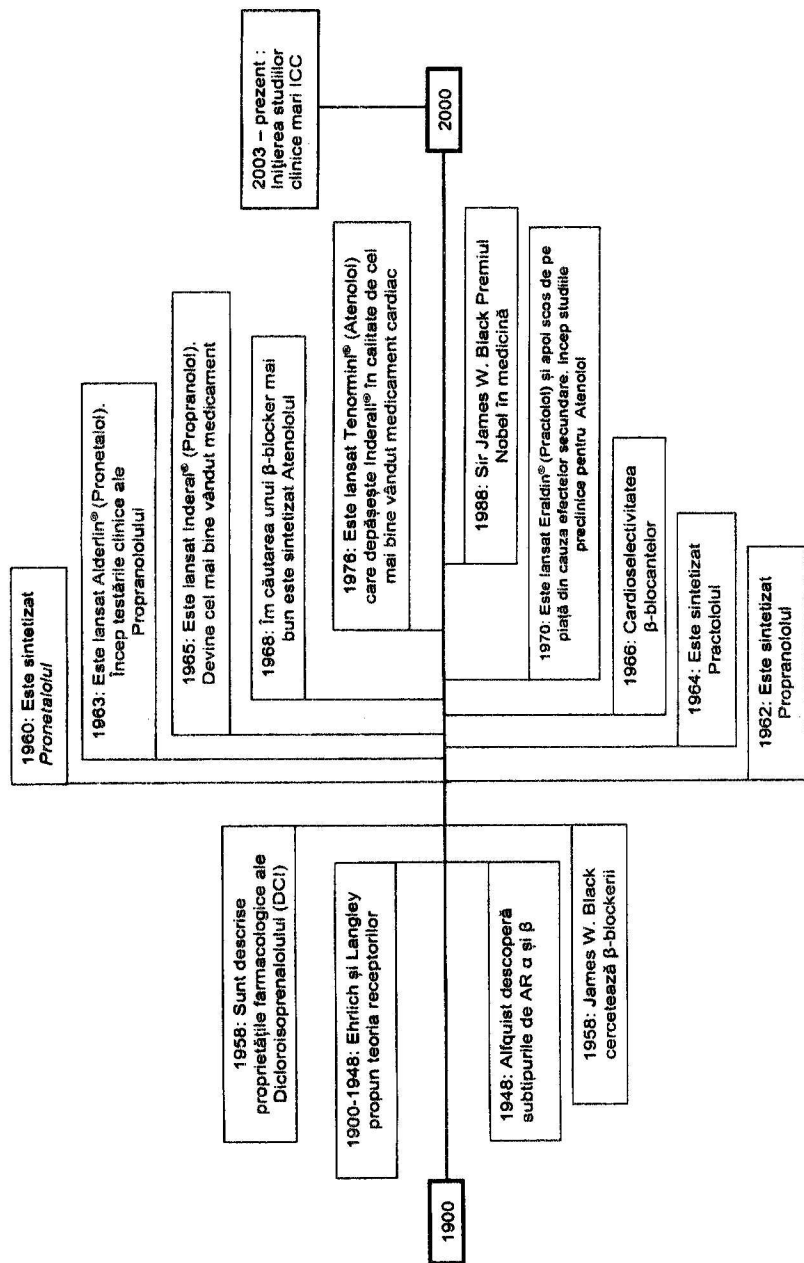 1960: Este sintetizat
Pronetalolul
1963: Este lansat Alderlin® (Pronetalol).
Încep testările clinice ale
Propranololului
1965: Este lansat Inderal® (Propranolol).
Devine cel mai bine vândut medicament
1968: Îm căutarea unui β-blocker mai
bun este sintetizat Atenololul
1976: Este lansat Tenormini® (Atenolol)
care depășește Inderal® în calitate de cel
mai bine vândut medicament cardiac
2003 – prezent :
Inițierea studiilor
clinice mari ICC
1958: Sunt descrise
proprietățile farmacologice ale
Dicloroisoprenalolului (DCI)
1900-1948: Ehrlich și Langley
propun teoria receptorilor
1900
2000
1948: Alfquist descoperă
subtipurile de AR α și β
1958: James W. Black
cercetează β-blockerii
1988: Sir James W. Black Premiul
Nobel în medicină
1970: Este lansat Eraldin® (Practolol) și apoi scos de pe
piață din cauza efectelor secundare. Incep studiile
preclinice pentru Atenolol
1966: Cardioselectivitatea
β-blocantelor
1964: Este sintetizat
Practololul
1962: Este sintetizat
Propranololul